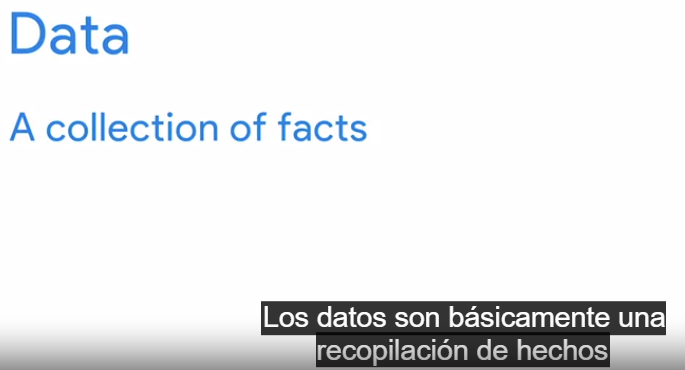 Data
A collection of facts
Los datos son básicamente una
recopilación de hechos